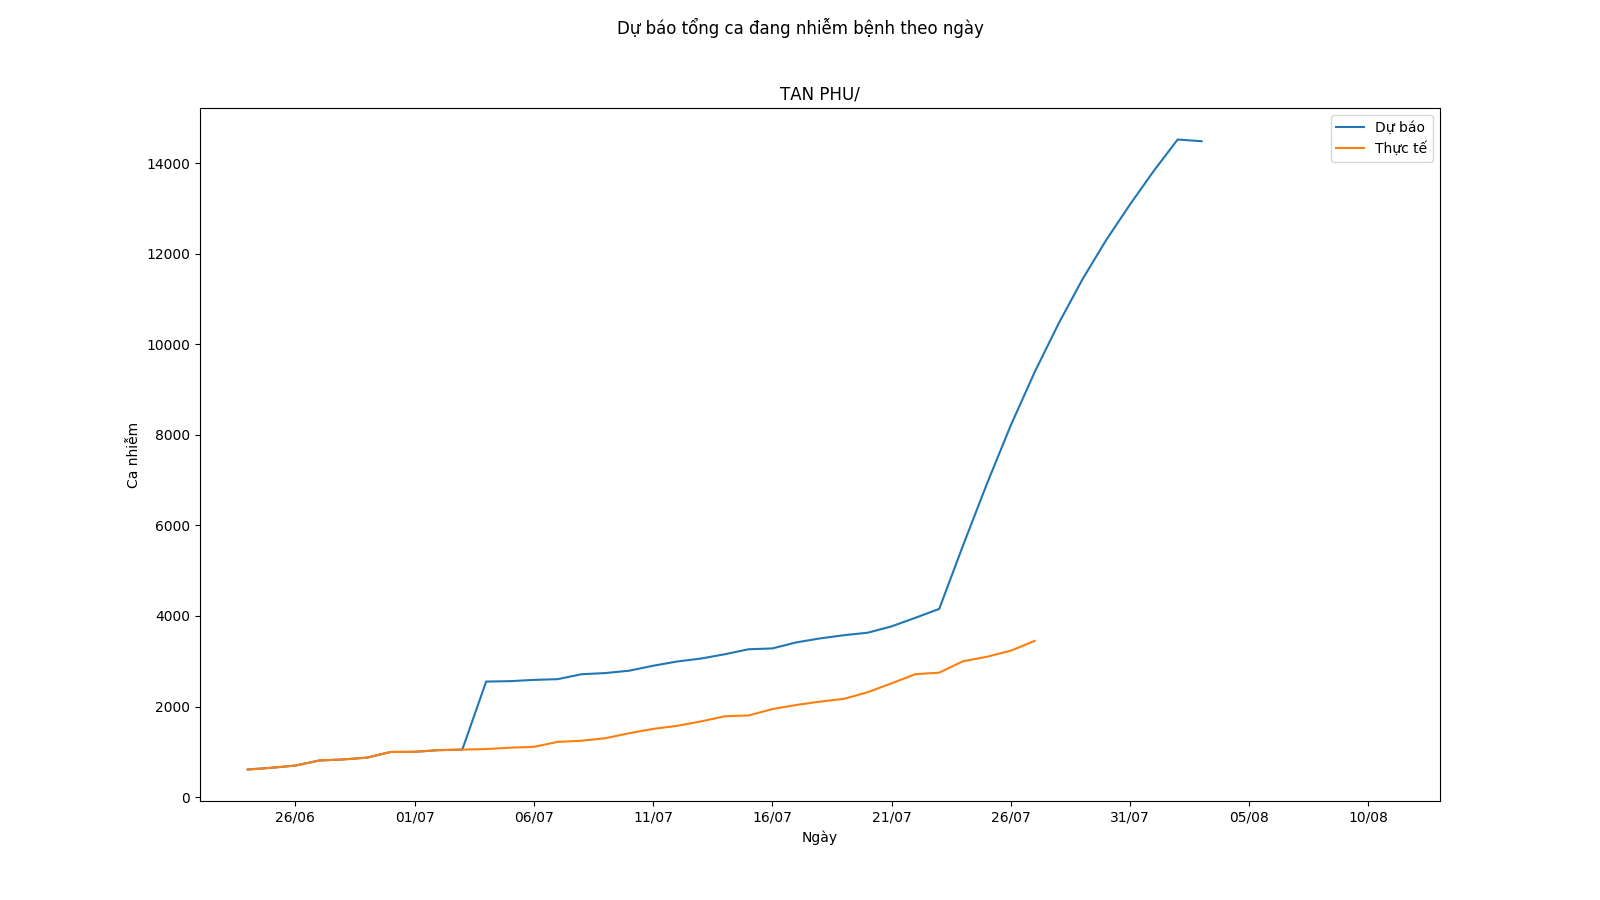 Dự báo tổng ca đang nhiễm bệnh theo ngày
TAN PHU/
Dự báo
Thực tế
14000
12000
10000
8000
6000
4000
2000
0
Ca nhiễm
26/06 01/07 06/07 11/07 16/07 21/07 26/07 31/07 05/08 10/08
Ngày